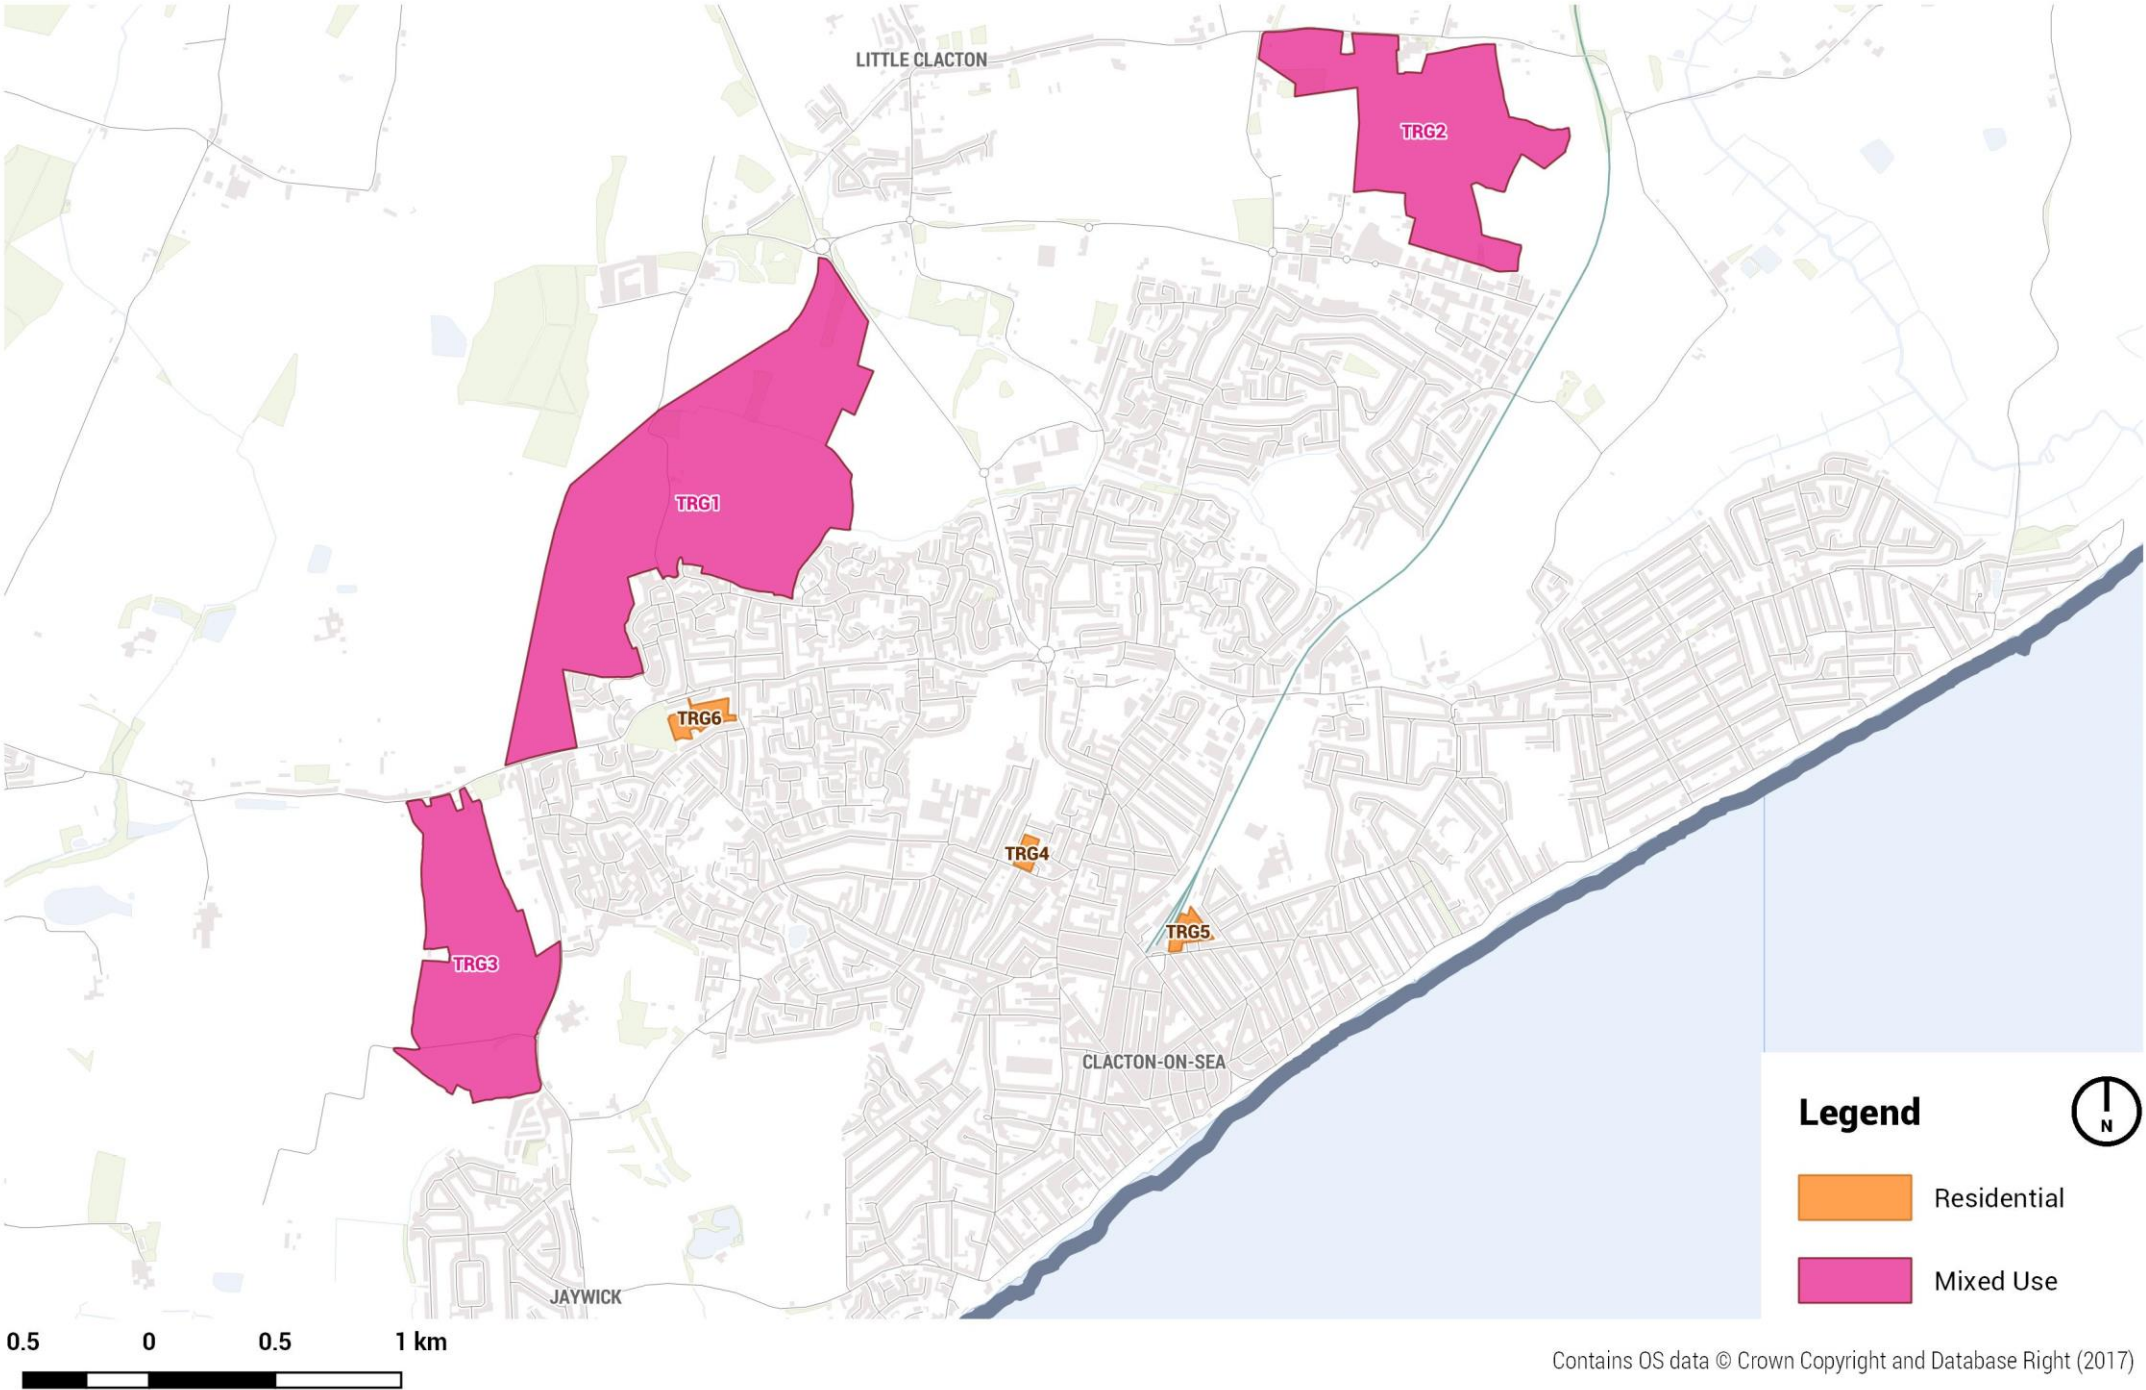 LITTLE CLACTON
TRG2
TRG1
TRG6
TRG4
TRG5
TRG3
CLACTON-ON-SEA
JAYWICK
Legend
N
Residential
Mixed Use
0.5 0 0.5 1 km
Contains OS data © Crown Copyright and Database Right (2017)